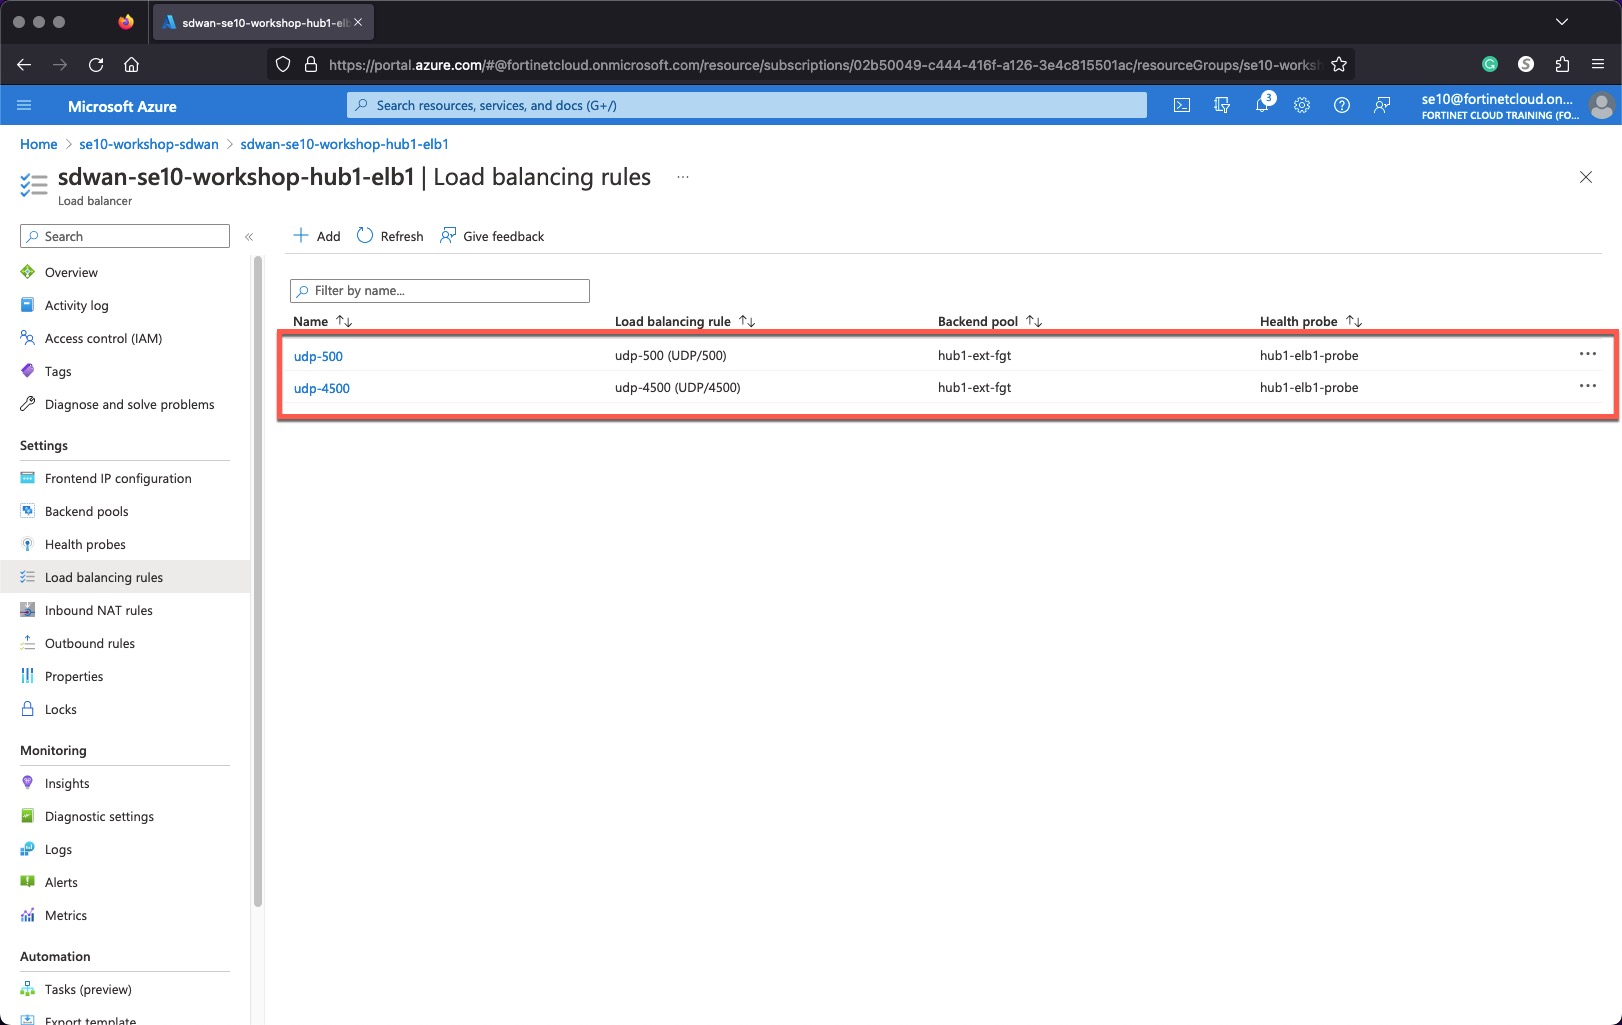 sdwan-se10-workshop-hub1-elb
https://portal.azure.com/#@fortinetcloud.onmicrosoft.com/resource/subscriptions/02b50049-c444-416f-a126-3e4c815501ac/resourceGroups/se10-works
Microsoft Azure
Search resources, services, and docs (G+/)
3
se10@fortinetcloud.on...
FORTINET CLOUD TRAINING (FO...
Home > se10-workshop-sdwan > sdwan-se10-workshop-hub1-elb1
sdwan-se10-workshop-hub1-elb1 | Load balancing rules ...
Load balancer
Search «
Add Refresh Give feedback
Overview
Activity log
Access control (IAM)
Tags
Diagnose and solve problems
Settings
Frontend IP configuration
Backend pools
Health probes
Load balancing rules
Inbound NAT rules
Outbound rules
Properties
Locks
Monitoring
Insights
Diagnostic settings
Logs
Alerts
Metrics
Automation
Tasks (preview)
Export template
Filter by name...
Name ↑↓ Load balancing rule ↑↓ Backend pool ↑↓ Health probe ↑↓
udp-500 udp-500 (UDP/500) hub1-ext-fgt hub1-elb1-probe ...
udp-4500 udp-4500 (UDP/4500) hub1-ext-fgt hub1-elb1-probe ...